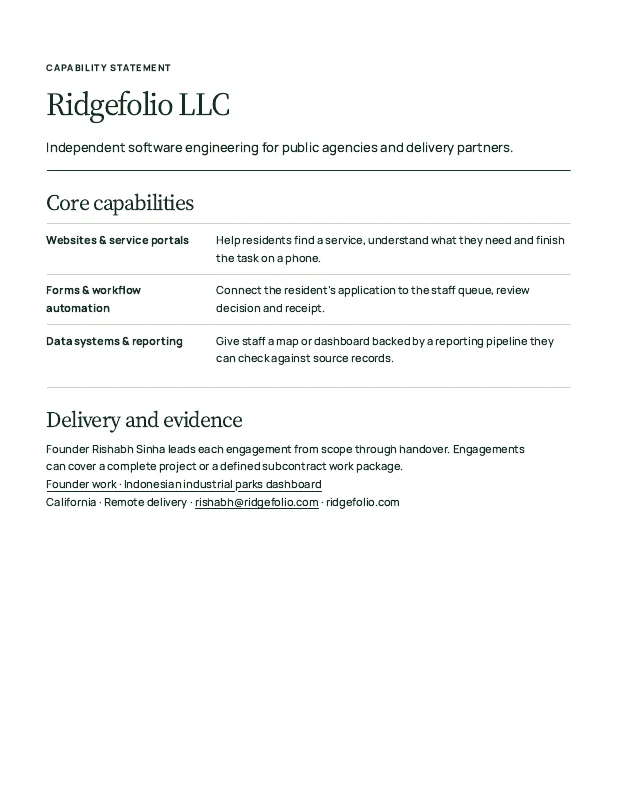 CAPABILITY STATEMENT
Ridgefolio LLC
Independent software engineering for public agencies and delivery partners.
Core capabilities
Websites & service portals
Help residents find a service, understand what they need and finish
the task on a phone.
Forms & workflow
automation
Connect the resident's application to the staff queue, review
decision and receipt.
Data systems & reporting
Give staff a map or dashboard backed by a reporting pipeline they
can check against source records.
Delivery and evidence
Founder Rishabh Sinha leads each engagement from scope through handover. Engagements
can cover a complete project or a defined subcontract work package.
Founder work · Indonesian industrial parks dashboard
California · Remote delivery · rishabh@ridgefolio.com · ridgefolio.com